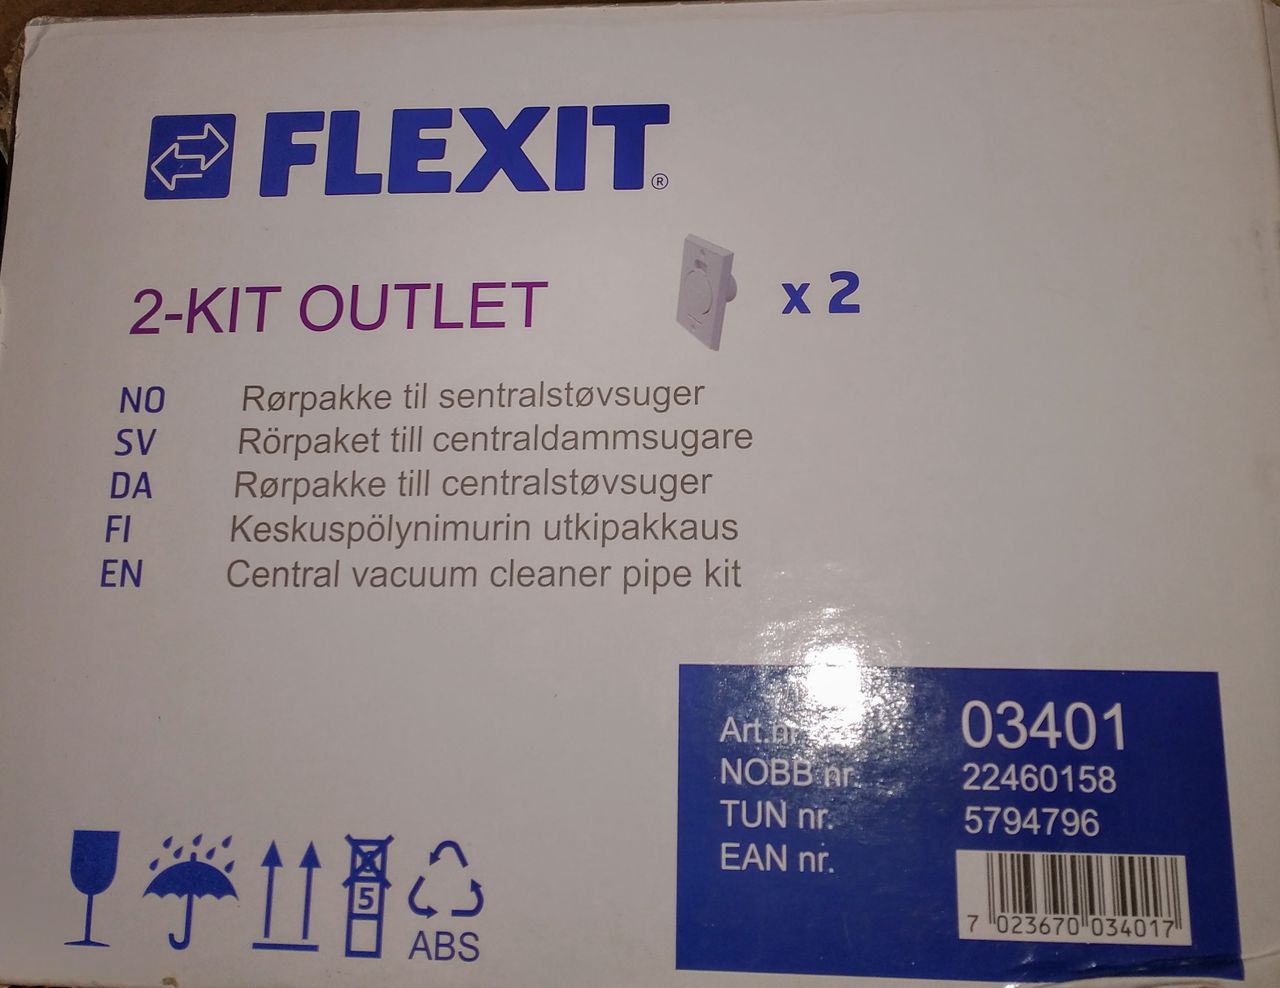 FLEXIT®
2-KIT OUTLET
x 2
NO Rørpakke til sentralstøvsuger
SV Rörpaket till centraldammsugare
DA Rørpakke till centralstøvsuger
FI Keskuspölynimurin utkipakkaus
EN Central vacuum cleaner pipe kit
Art.nr 03401
NOBB nr. 22460158
TUN nr. 5794796
EAN nr.
7 023670 034017
5
ABS